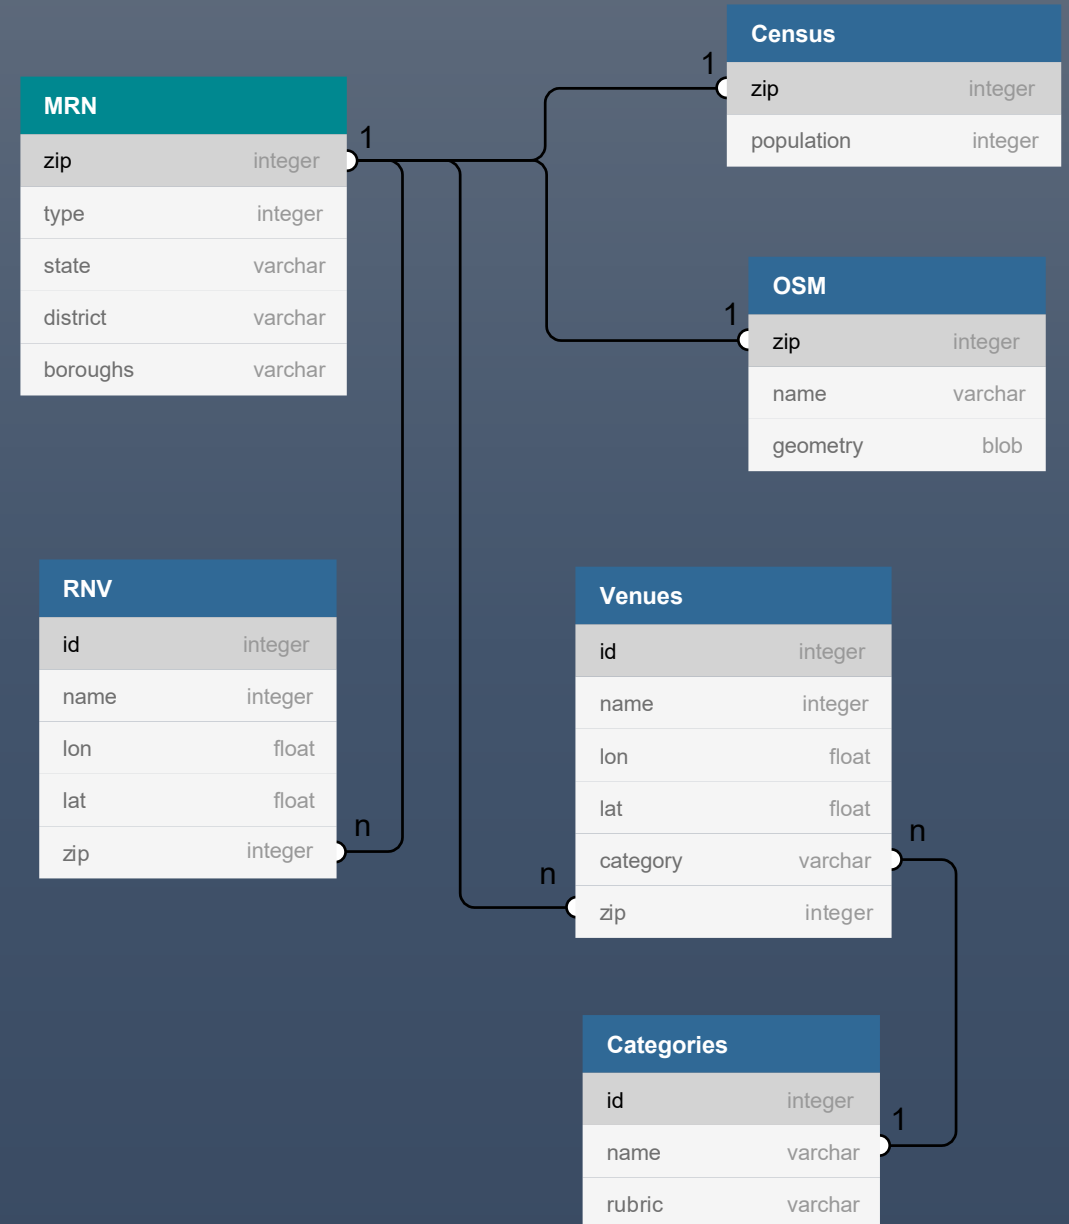 MRN
zip integer
type integer
state varchar
district varchar
boroughs varchar
1
Census
zip integer
population integer
1
OSM
zip integer
name varchar
geometry blob
1
RNV
id integer
name integer
lon float
lat float
zip integer
n
Venues
id integer
name integer
lon float
lat float
category varchar
zip integer
n
n
Categories
id integer
name varchar
rubric varchar
1